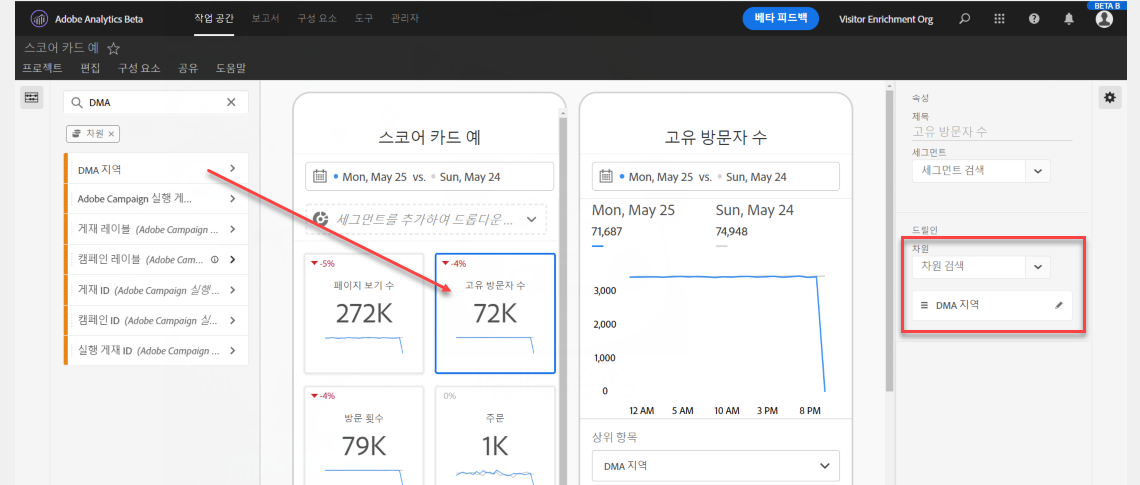 BETA B
Adobe Analytics Beta 작업 공간 보고서 구성 요소 도구 관리자 베타 피드백 Visitor Enrichment Org
스코어 카드 예
프로젝트 편집 구성 요소 공유 도움말
DMA
차원 ×
DMA 지역
Adobe Campaign 실행 게...
게재 레이블 (Adobe Campaign ...
캠페인 레이블 (Adobe Cam...
게재 ID (Adobe Campaign 실행...
캠페인 ID (Adobe Campaign 실...
실행 게재 ID (Adobe Campaign ...
스코어 카드 예
Mon, May 25 vs. Sun, May 24
세그먼트를 추가하여 드롭다운 ...
-5%
페이지 보기 수
272K
-4%
고유 방문자 수
72K
-4%
방문 횟수
79K
0%
주문
1K
고유 방문자 수
Mon, May 25 vs. Sun, May 24
Mon, May 25 Sun, May 24
71,687 74,948
3,000
2,000
1,000
0
12 AM 5 AM 10 AM 3 PM 8 PM
상위 항목
DMA 지역
속성
제목
고유 방문자 수
세그먼트
세그먼트 검색
드릴인
차원
차원 검색
DMA 지역